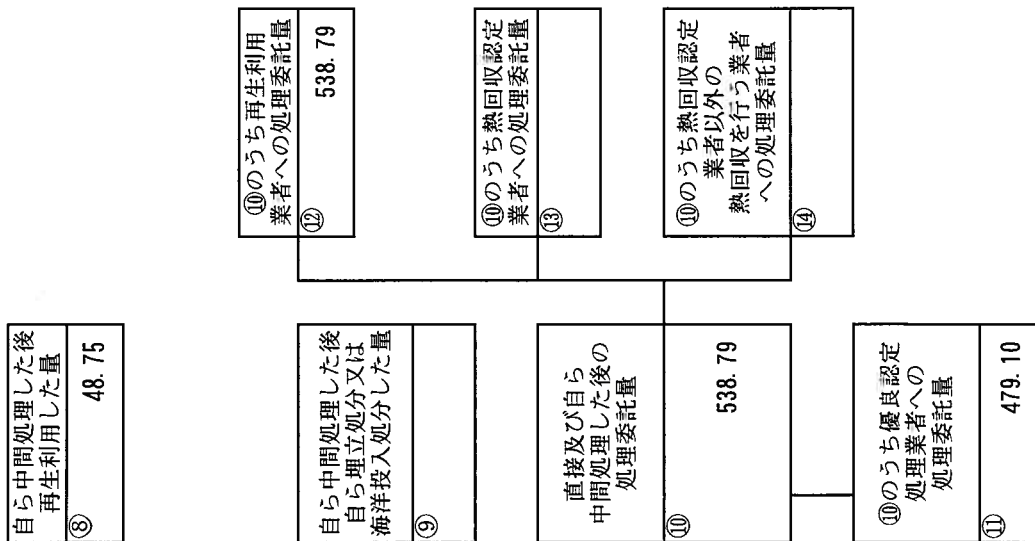 自ら中間処理した後
再生利用した量
⑧
48.75
自ら中間処理した後
自ら埋立処分又は
海洋投入処分した量
⑨
直接及び自ら
中間処理した後の
処理委託量
⑩
538.79
⑩のうち優良認定
処理業者への
処理委託量
⑪
479.10
⑩のうち再生利用
業者への処理委託量
⑫
538.79
⑩のうち熱回収認定
業者への処理委託量
⑬
⑩のうち熱回収認定
業者以外の
熱回収を行う業者
への処理委託量
⑭